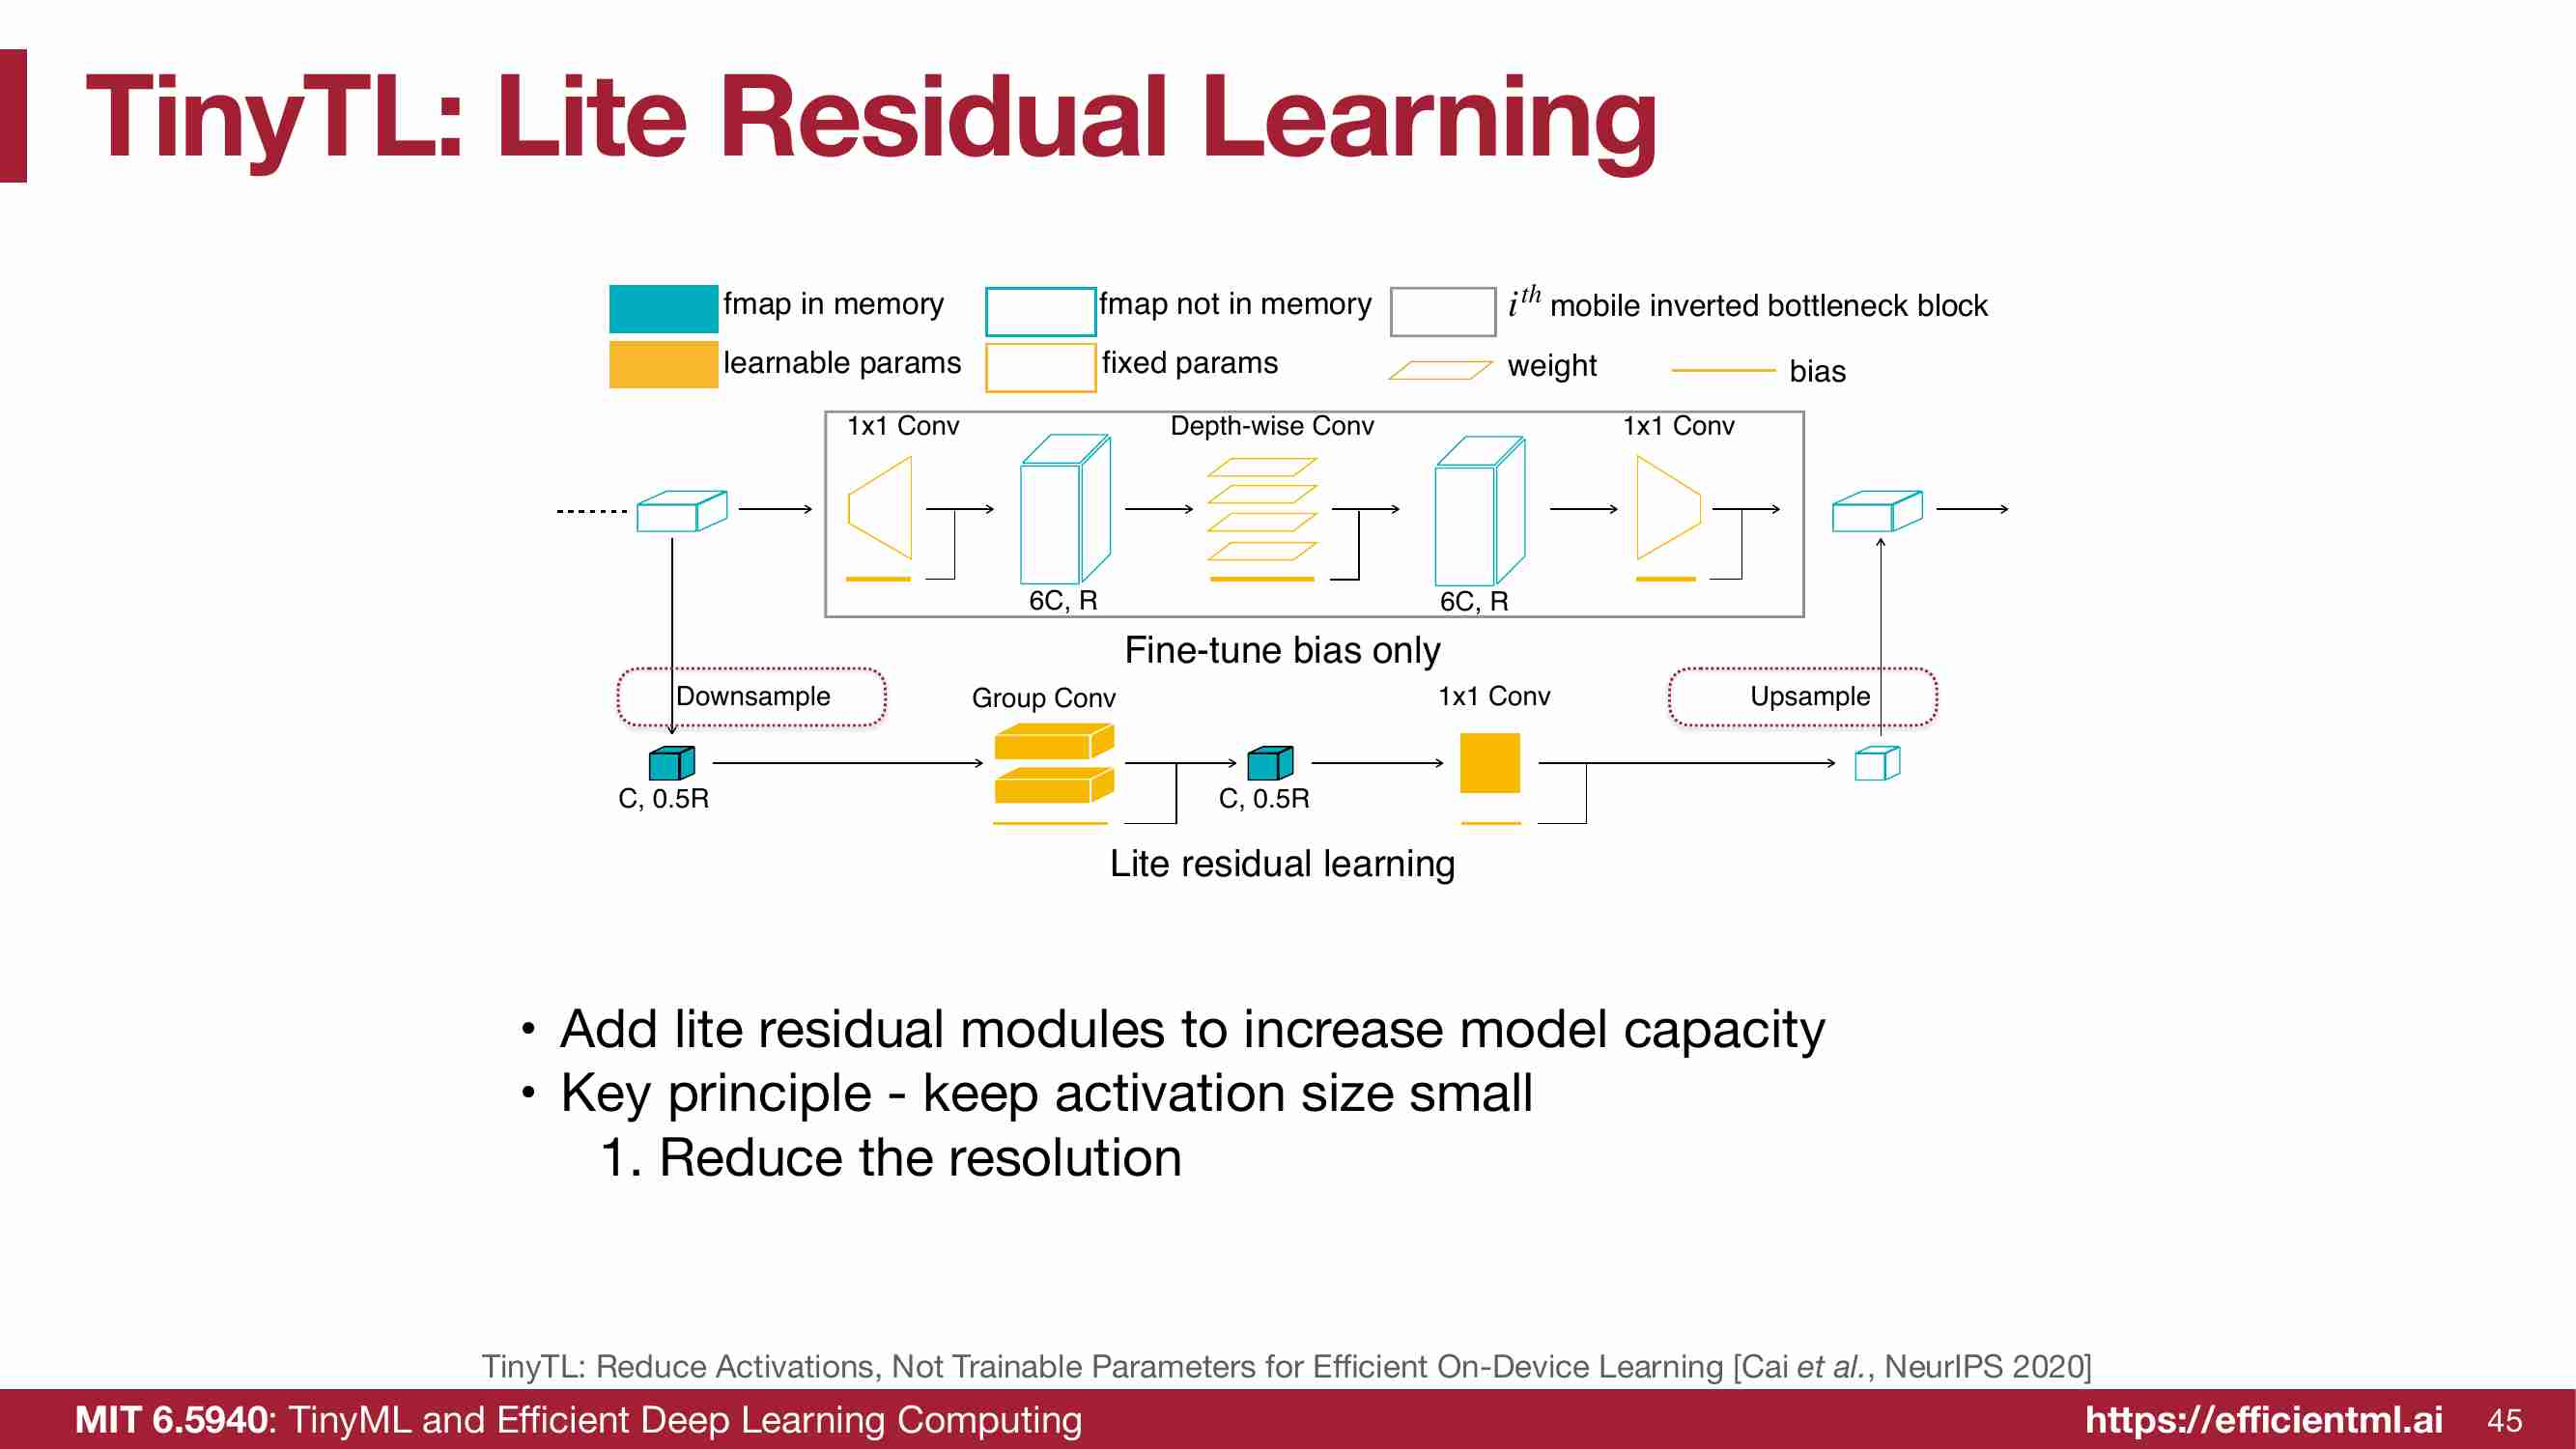 TinyTL: Lite Residual Learning
fmap in memory
fmap not in memory
i^th mobile inverted bottleneck block
learnable params
fixed params
weight
bias
1x1 Conv
Depth-wise Conv
1x1 Conv
6C, R
6C, R
Fine-tune bias only
Downsample
Group Conv
1x1 Conv
Upsample
C, 0.5R
C, 0.5R
Lite residual learning
• Add lite residual modules to increase model capacity
• Key principle - keep activation size small
1. Reduce the resolution
TinyTL: Reduce Activations, Not Trainable Parameters for Efficient On-Device Learning [Cai et al., NeurIPS 2020]
MIT 6.5940: TinyML and Efficient Deep Learning Computing
https://efficientml.ai
45